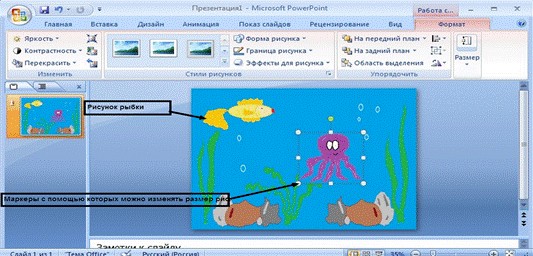 Презентация1 - Microsoft PowerPoint
Работа с...
Главная Вставка Дизайн Анимация Показ слайдов Рецензирование Вид Формат
Яркость
Контрастность
Перекрасить
Изменить
Стили рисунков
Форма рисунка
Граница рисунка
Эффекты для рисунка
На передний план
На задний план
Область выделения
Упорядочить
Размер
1
Рисунок рыбки
Маркеры с помощью которых можно изменять размер рис
Заметки к слайду
Слайд 1 из 1 "Тема Office" Русский (Россия) 35%